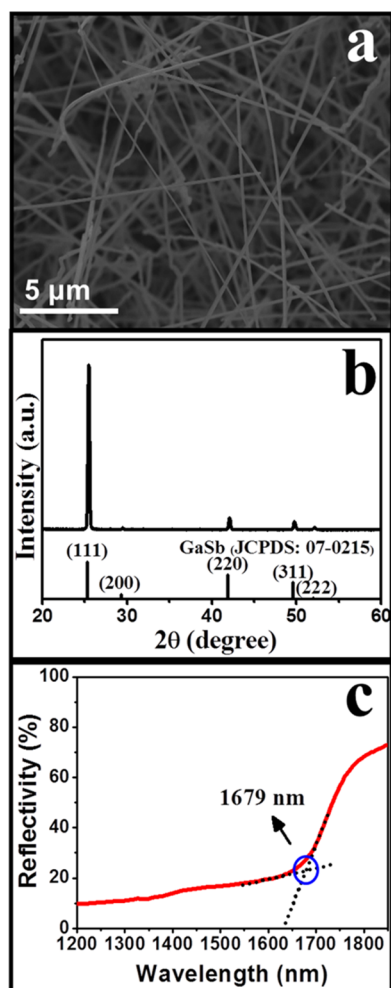 a
5 μm
b
Intensity (a.u.)
GaSb (JCPDS: 07-0215)
(111)
(200)
(220)
(311)
(222)
20 30 40 50 60
2θ (degree)
c
Reflectivity (%)
100
80
60
40
20
0
1679 nm
1200 1300 1400 1500 1600 1700 1800
Wavelength (nm)